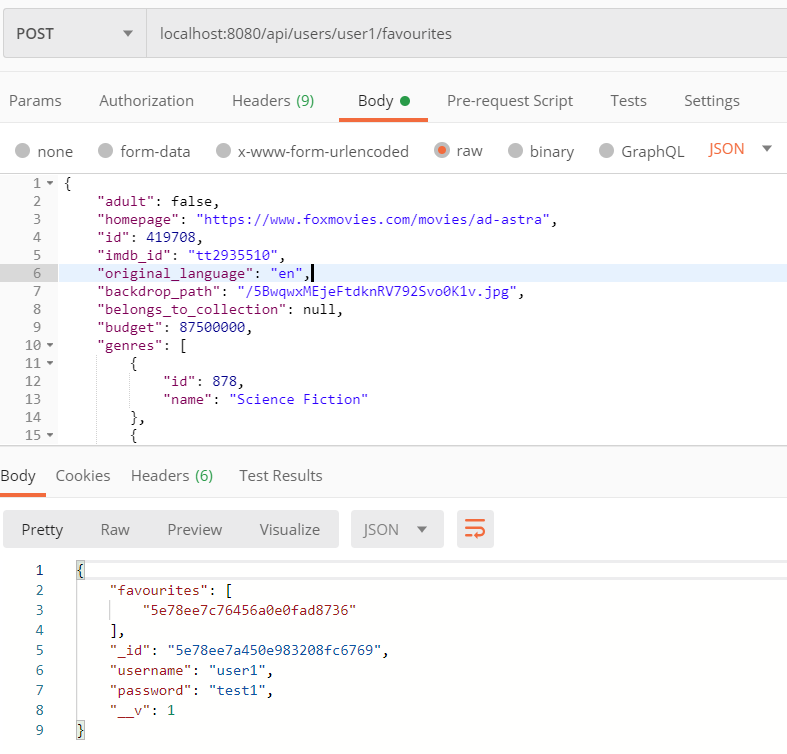 POST localhost:8080/api/users/user1/favourites
Params Authorization Headers (9) Body Pre-request Script Tests Settings
none form-data x-www-form-urlencoded raw binary GraphQL JSON
1 {
2 "adult": false,
3 "homepage": "https://www.foxmovies.com/movies/ad-astra",
4 "id": 419708,
5 "imdb_id": "tt2935510",
6 "original_language": "en",
7 "backdrop_path": "/5BwqwxMEjeFtdknRV792Svo0K1v.jpg",
8 "belongs_to_collection": null,
9 "budget": 87500000,
10 "genres": [
11 {
12 "id": 878,
13 "name": "Science Fiction"
14 },
15 {
Body Cookies Headers (6) Test Results
Pretty Raw Preview Visualize JSON
1 {
2 "favourites": [
3 "5e78ee7c76456a0e0fad8736"
4 ],
5 "_id": "5e78ee7a450e983208fc6769",
6 "username": "user1",
7 "password": "test1",
8 "__v": 1
9 }